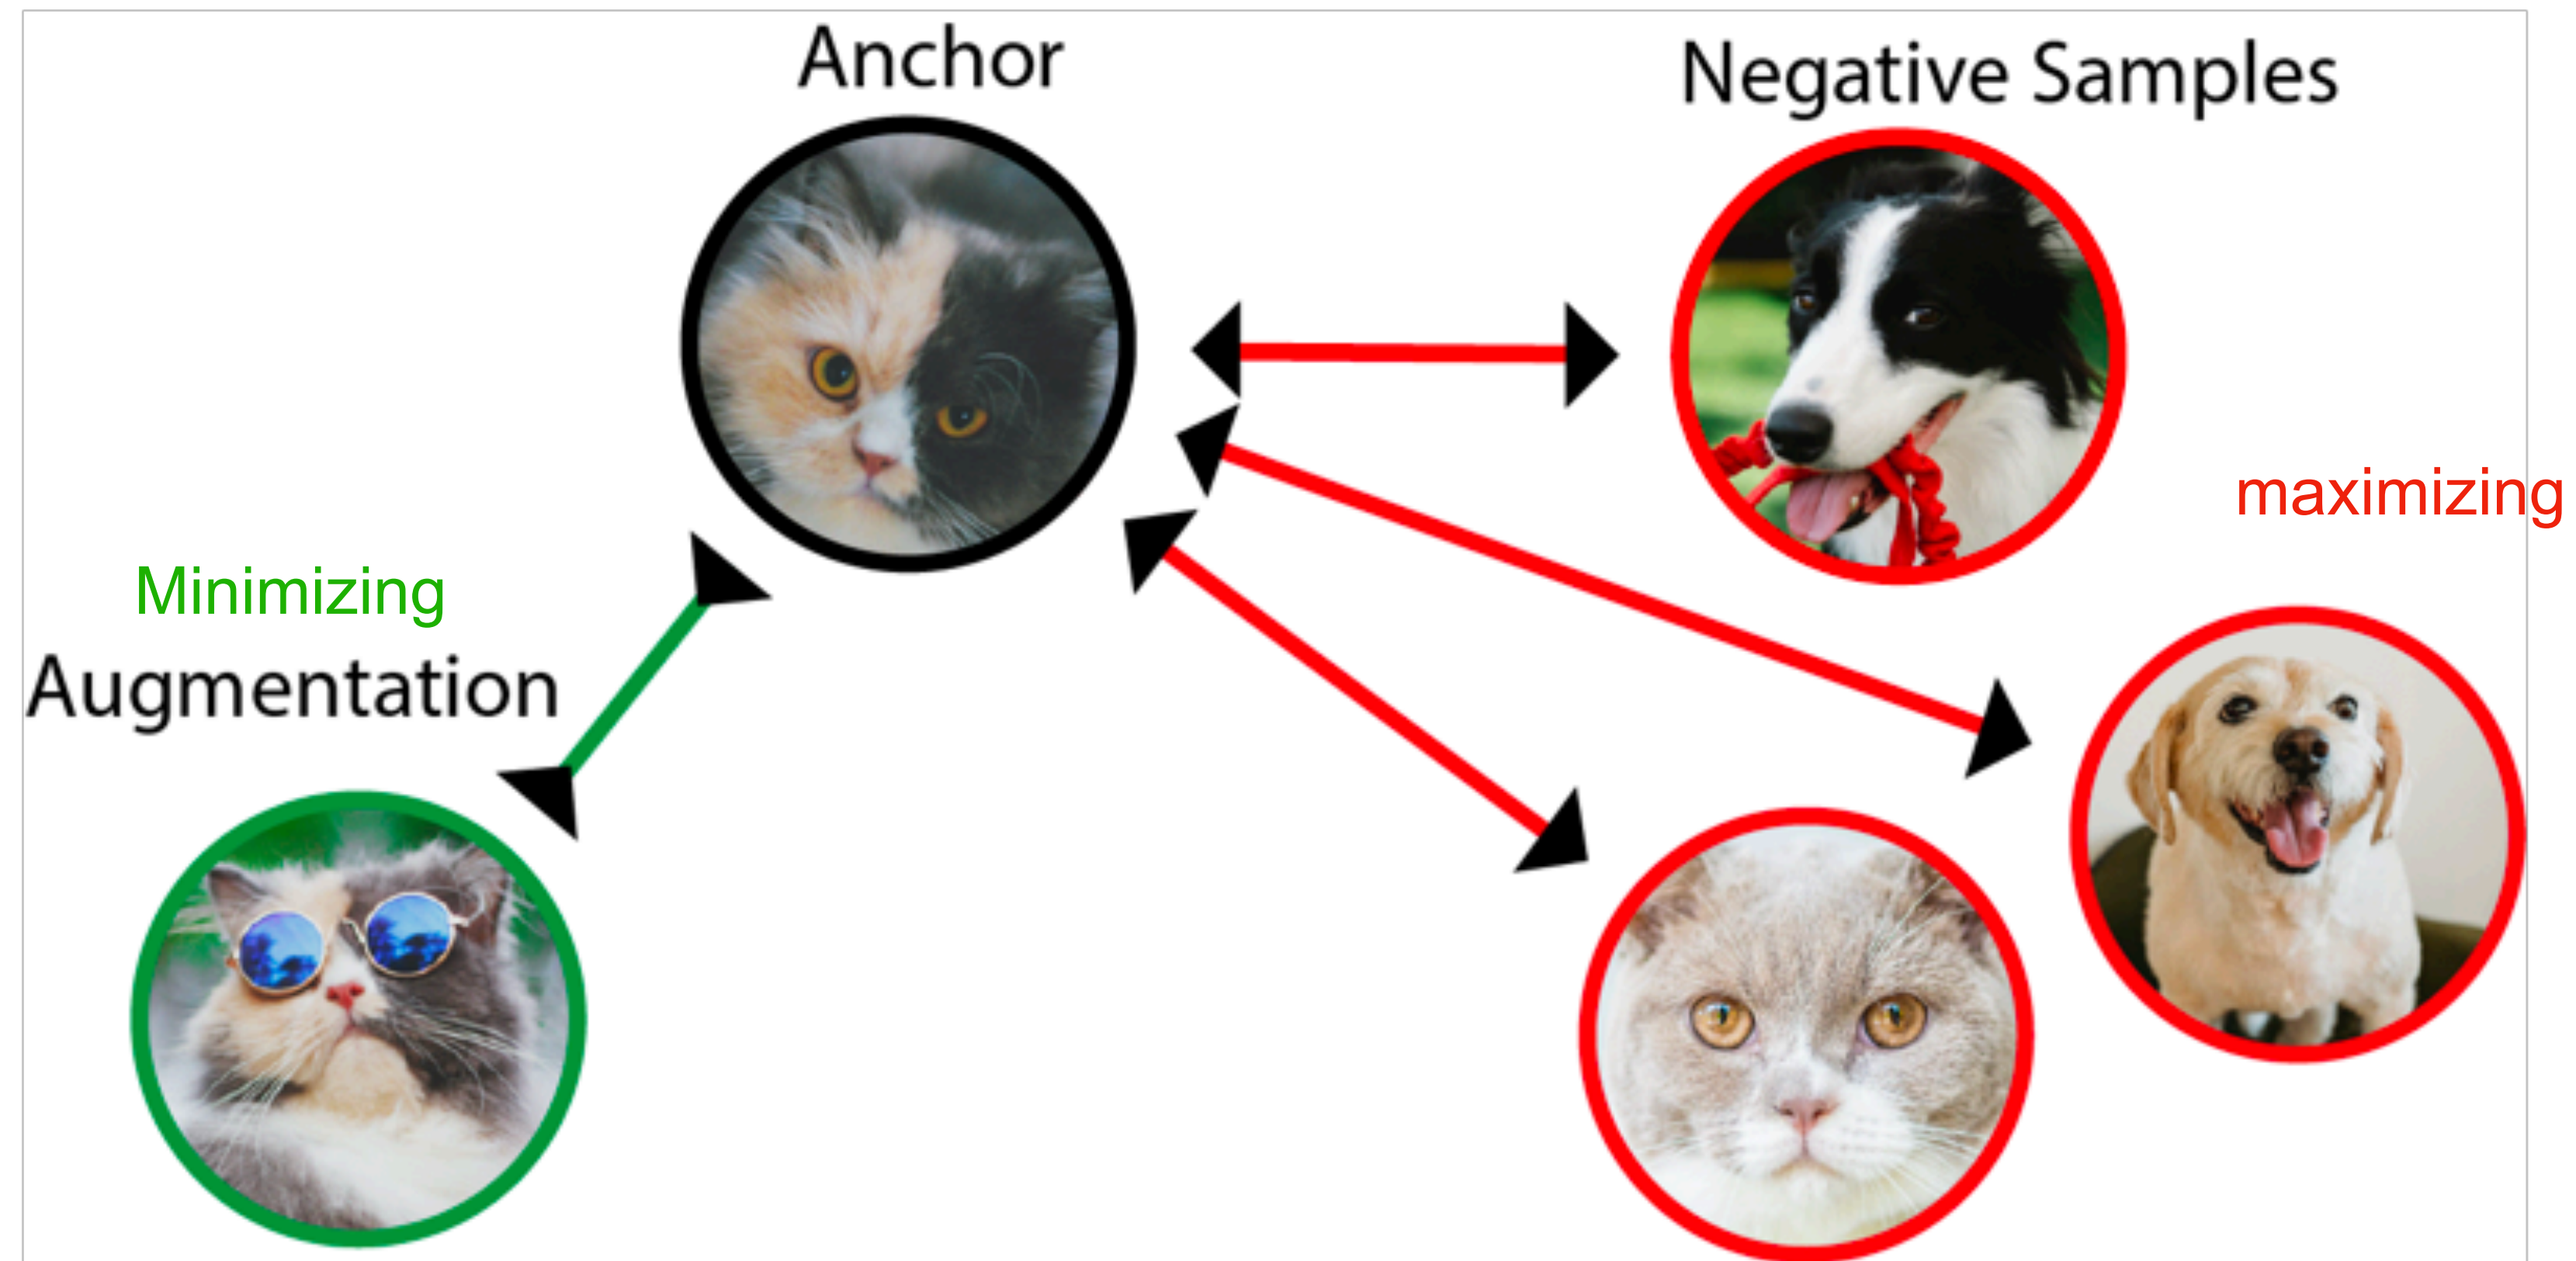 Anchor
Negative Samples
maximizing
Minimizing
Augmentation